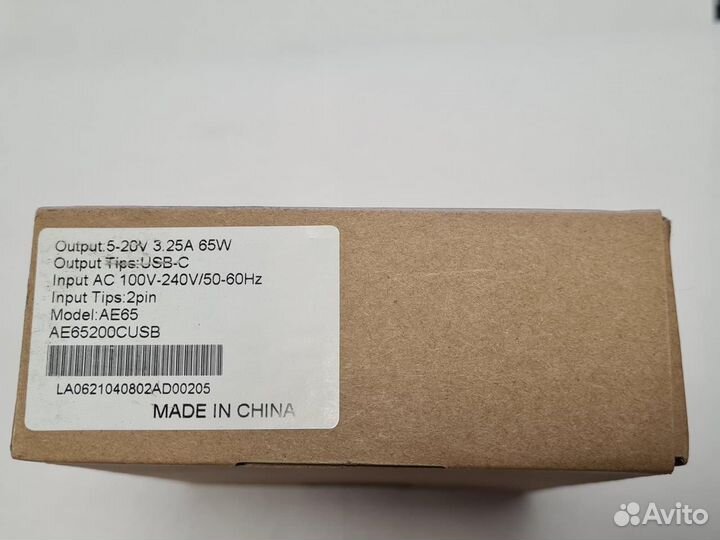 Output:5-20V 3.25A 65W
Output Tips:USB-C
Input AC 100V-240V/50-60Hz
Input Tips:2pin
Model:AE65
AE65200CUSB
LA0621040802AD00205
MADE IN CHINA
Avito